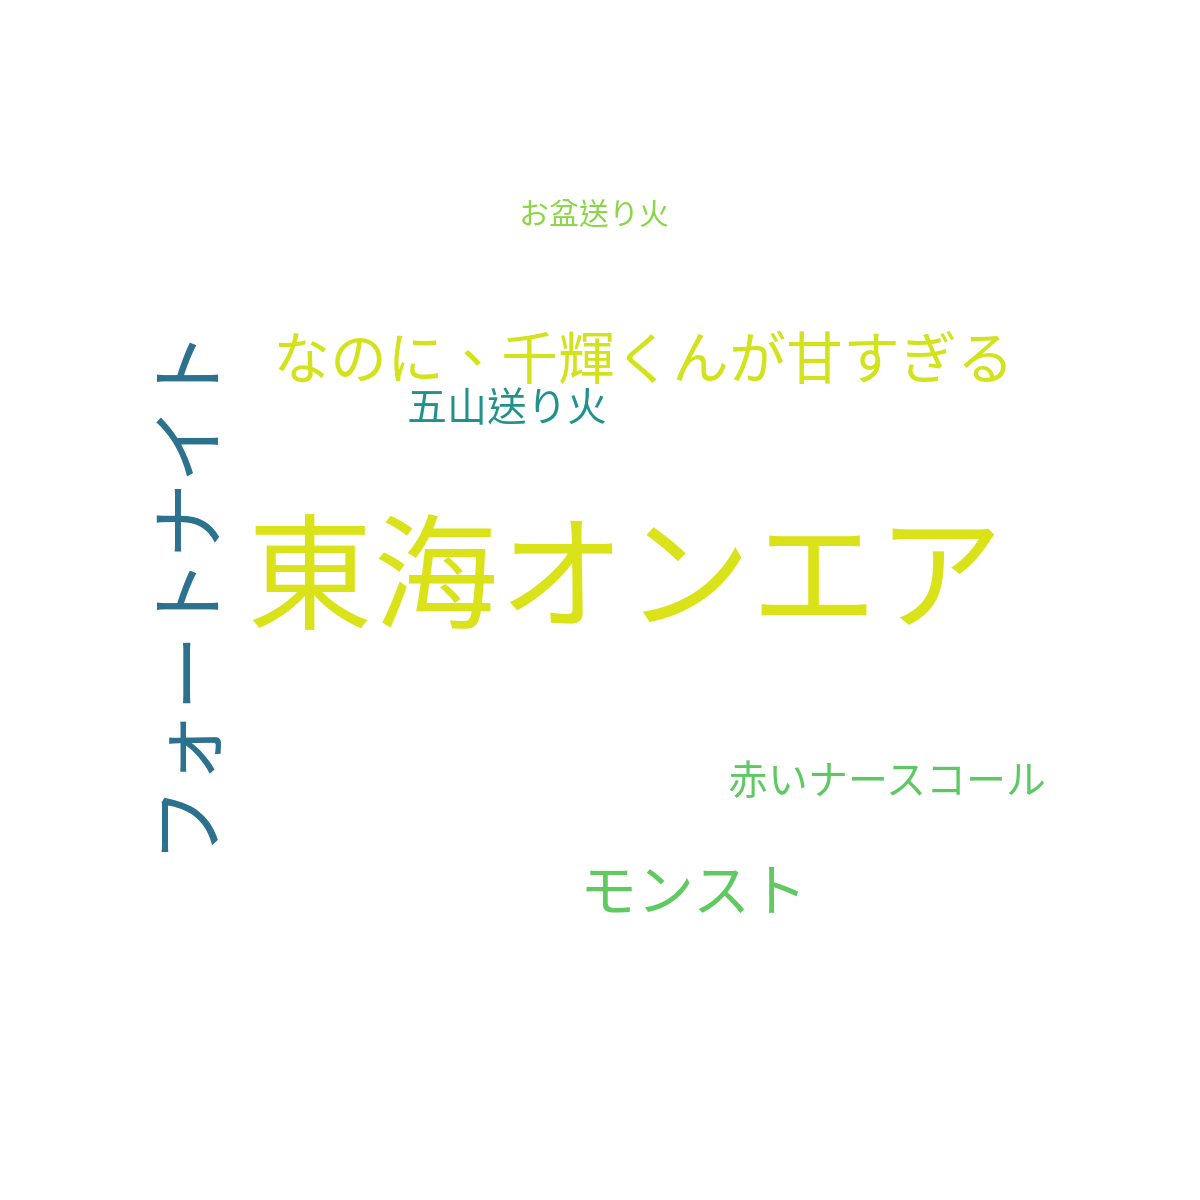 お盆送り火
なのに、千輝くんが甘すぎる
五山送り火
フォートナイト
東海オンエア
赤いナースコール
モンスト